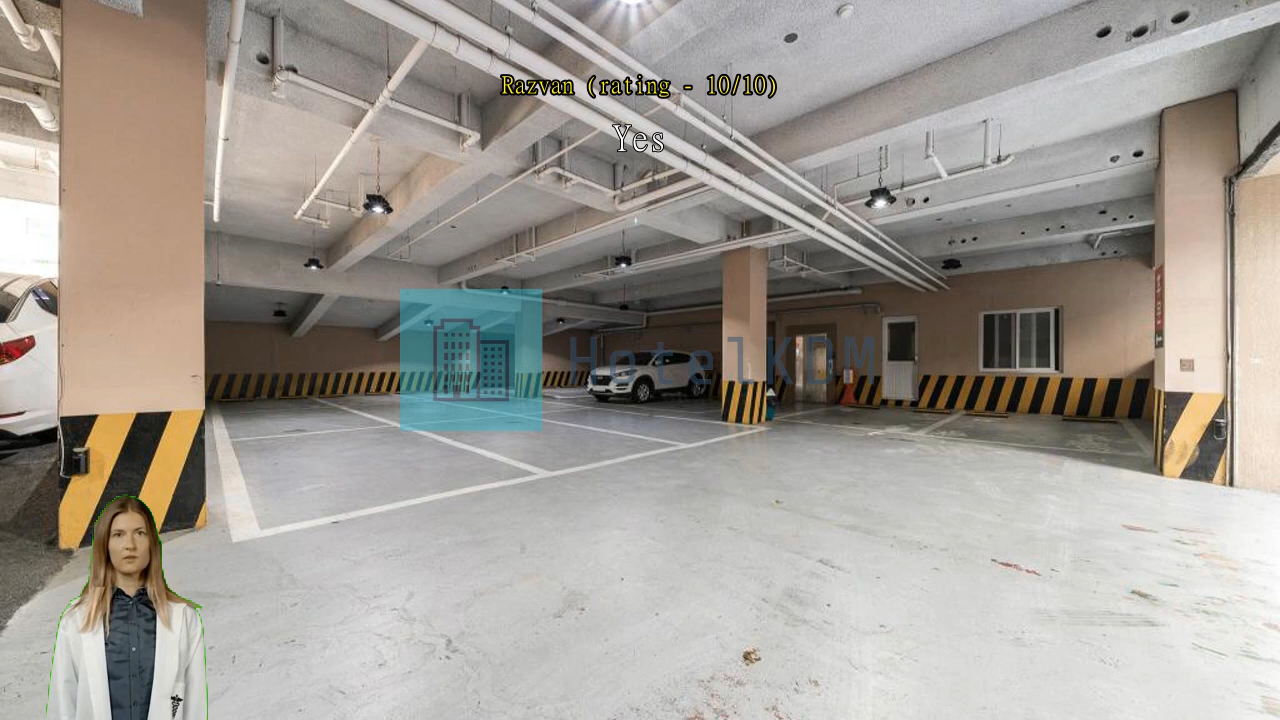 Razvan (rating - 10/10)
Yes
HotelKDM